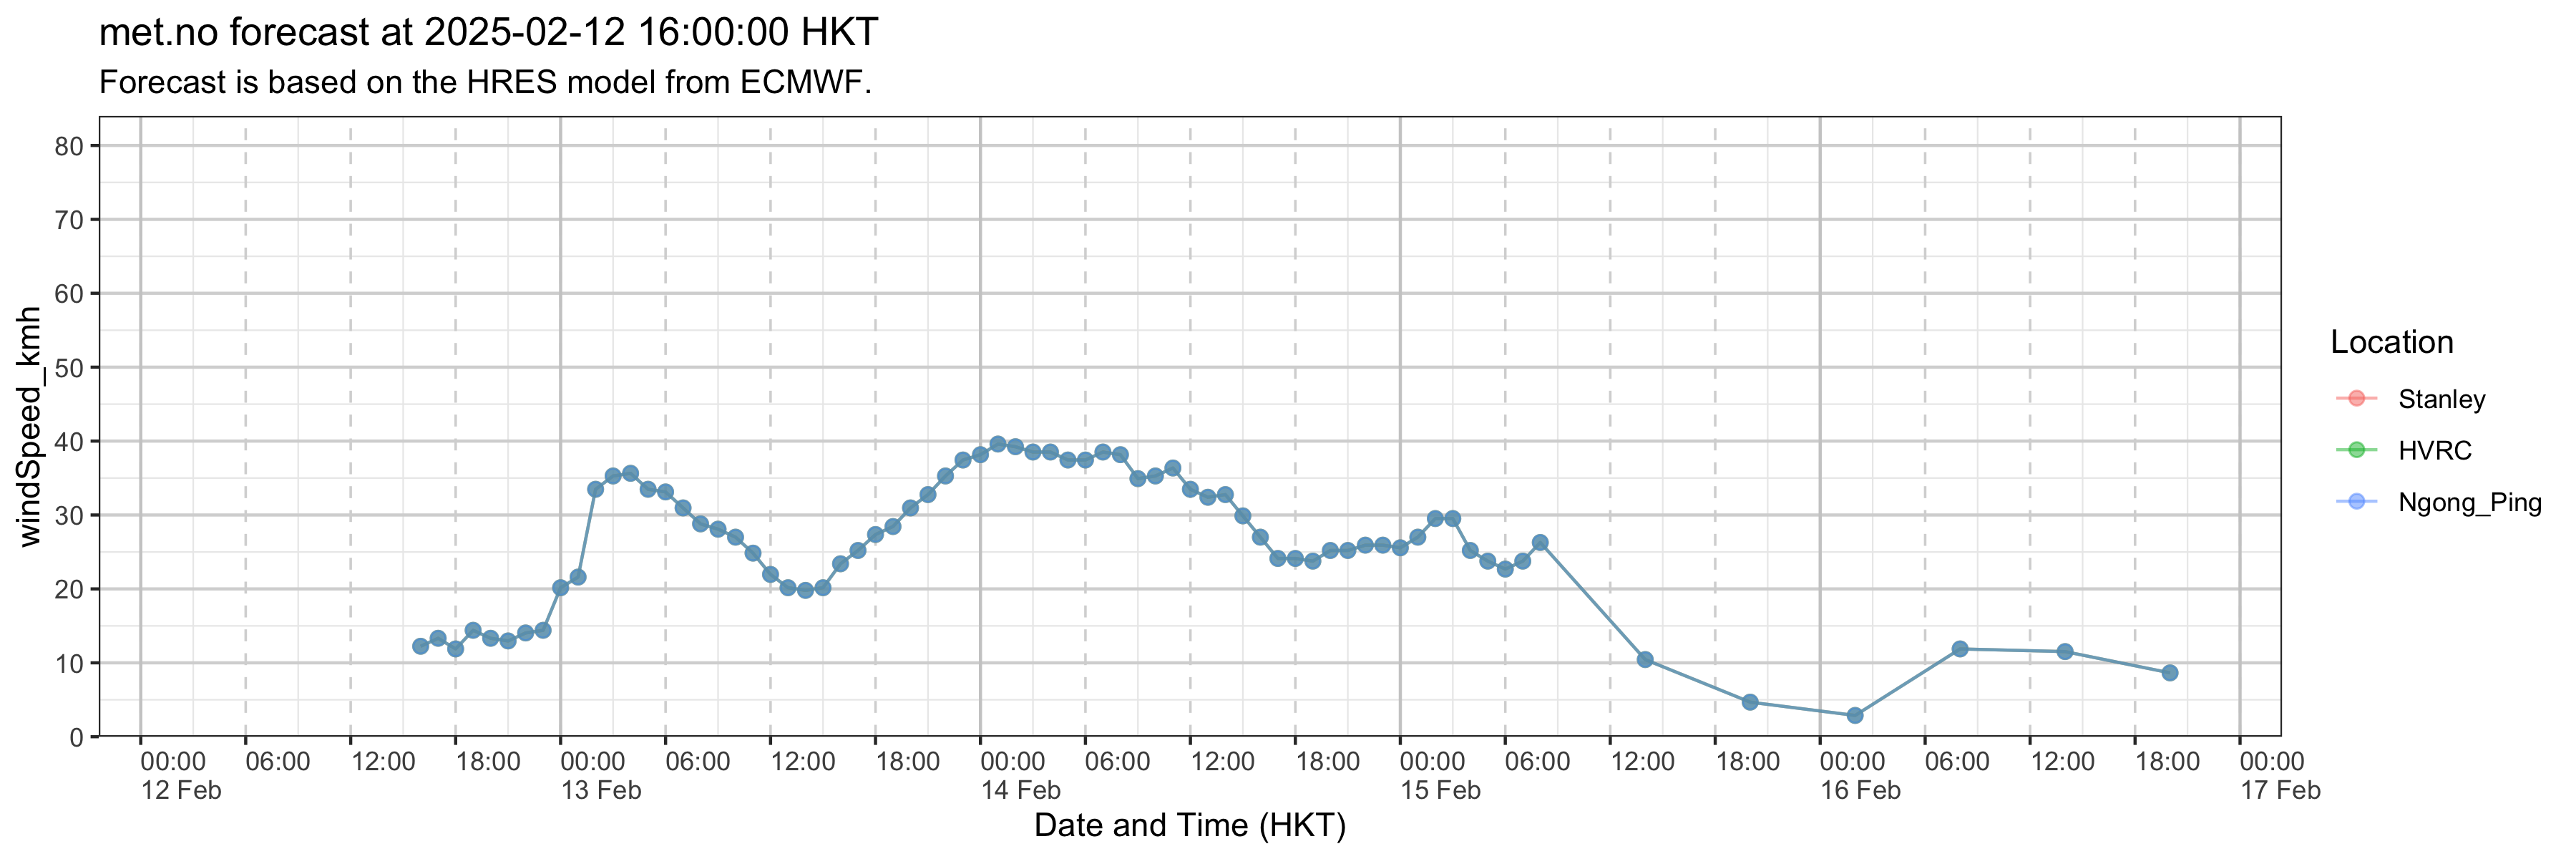 met.no forecast at 2025-02-12 16:00:00 HKT
Forecast is based on the HRES model from ECMWF.
windSpeed_kmh
80
70
60
50
40
30
20
10
0
00:00 06:00 12:00 18:00 00:00 06:00 12:00 18:00 00:00 06:00 12:00 18:00 00:00 06:00 12:00 18:00 00:00 06:00 12:00 18:00 00:00
12 Feb 13 Feb 14 Feb 15 Feb 16 Feb 17 Feb
Date and Time (HKT)
Location
Stanley
HVRC
Ngong_Ping